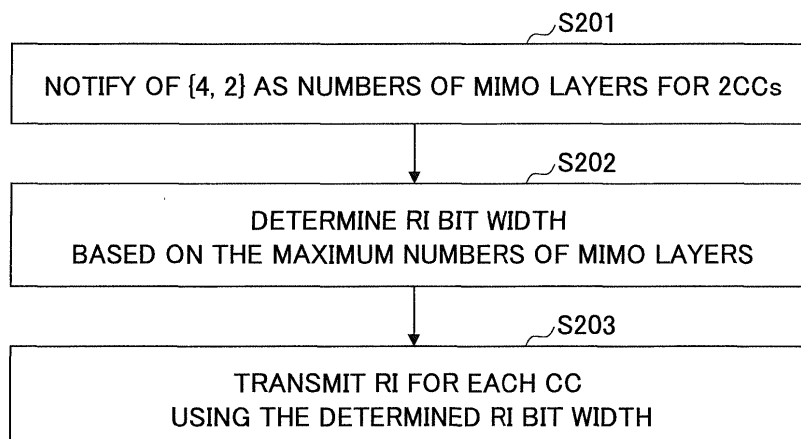 S201
NOTIFY OF {4, 2} AS NUMBERS OF MIMO LAYERS FOR 2CCs
S202
DETERMINE RI BIT WIDTH
BASED ON THE MAXIMUM NUMBERS OF MIMO LAYERS
S203
TRANSMIT RI FOR EACH CC
USING THE DETERMINED RI BIT WIDTH